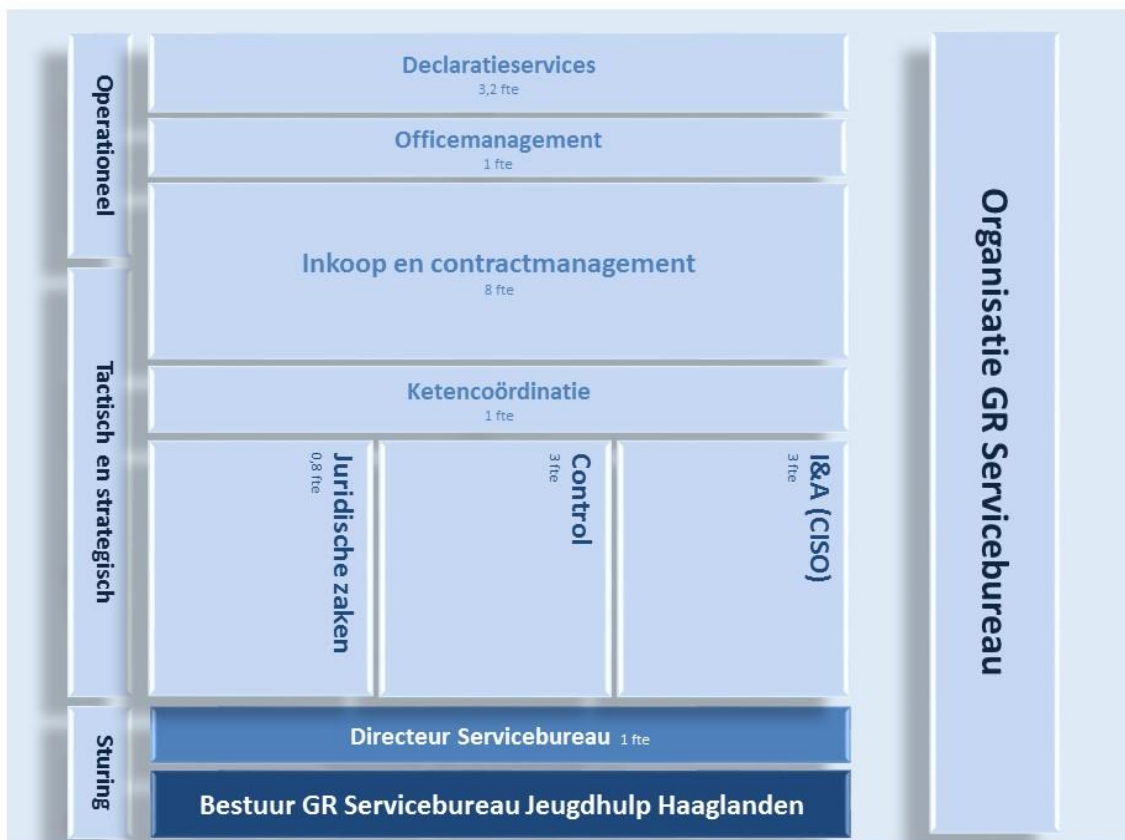 Operationeel
Tactisch en strategisch
Sturing
Declaratieservices
3,2 fte
Officemanagement
1 fte
Inkoop en contractmanagement
8 fte
Ketencoördinatie
1 fte
Juridische zaken
0,8 fte
Control
3 fte
I&A (CISO)
3 fte
Directeur Servicebureau 1 fte
Bestuur GR Servicebureau Jeugdhulp Haaglanden
Organisatie GR Servicebureau